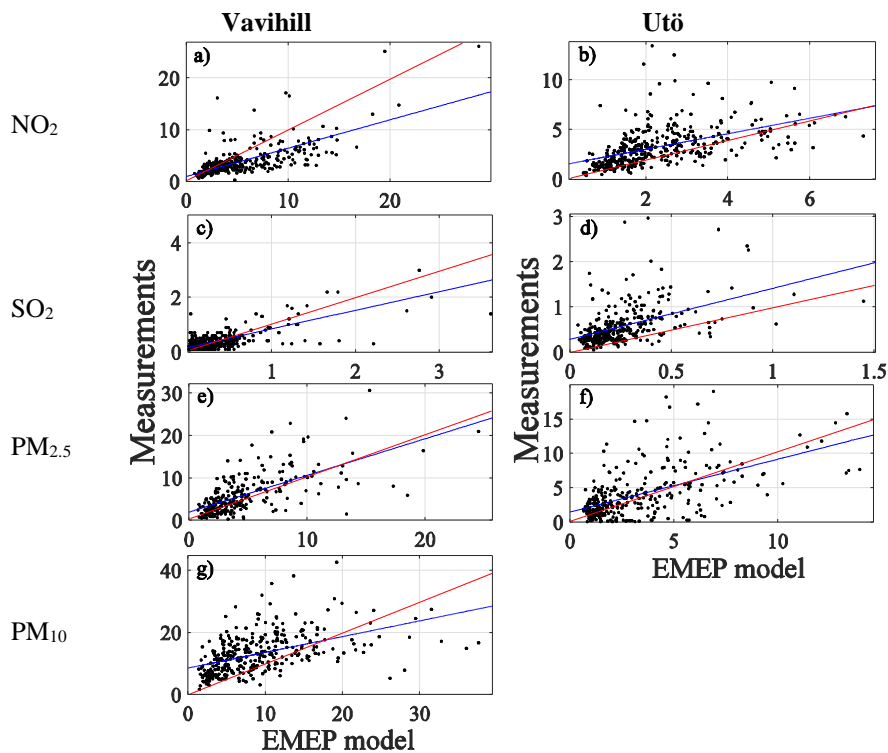 Vavihill Utö
NO₂
a)
20
10
0
0 10 20
b)
10
5
0
2 4 6
SO₂
c)
4
2
0
1 2 3
d)
3
2
1
0
0 0.5 1 1.5
Measurements
Measurements
PM₂.₅
e)
30
20
10
0
10 20
f)
15
10
5
0
0 5 10
EMEP model
PM₁₀
g)
40
20
0
0 10 20 30
EMEP model